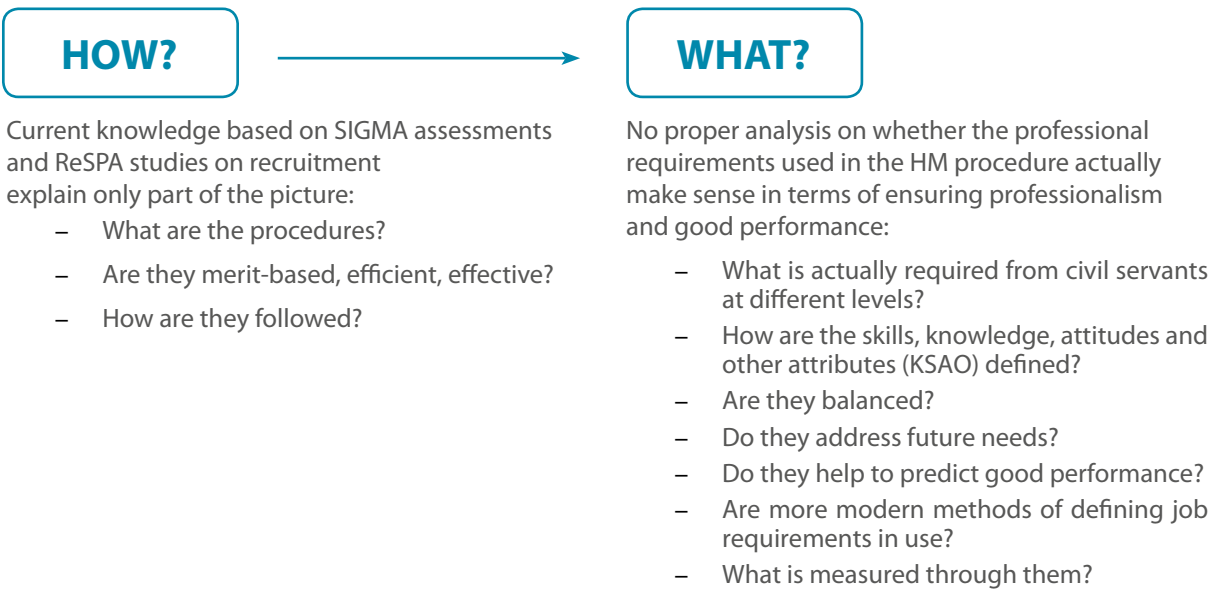 HOW?
Current knowledge based on SIGMA assessments
and ReSPA studies on recruitment
explain only part of the picture:
– What are the procedures?
– Are they merit-based, efficient, effective?
– How are they followed?
WHAT?
No proper analysis on whether the professional
requirements used in the HM procedure actually
make sense in terms of ensuring professionalism
and good performance:
– What is actually required from civil servants
at different levels?
– How are the skills, knowledge, attitudes and
other attributes (KSAO) defined?
– Are they balanced?
– Do they address future needs?
– Do they help to predict good performance?
– Are more modern methods of defining job
requirements in use?
– What is measured through them?